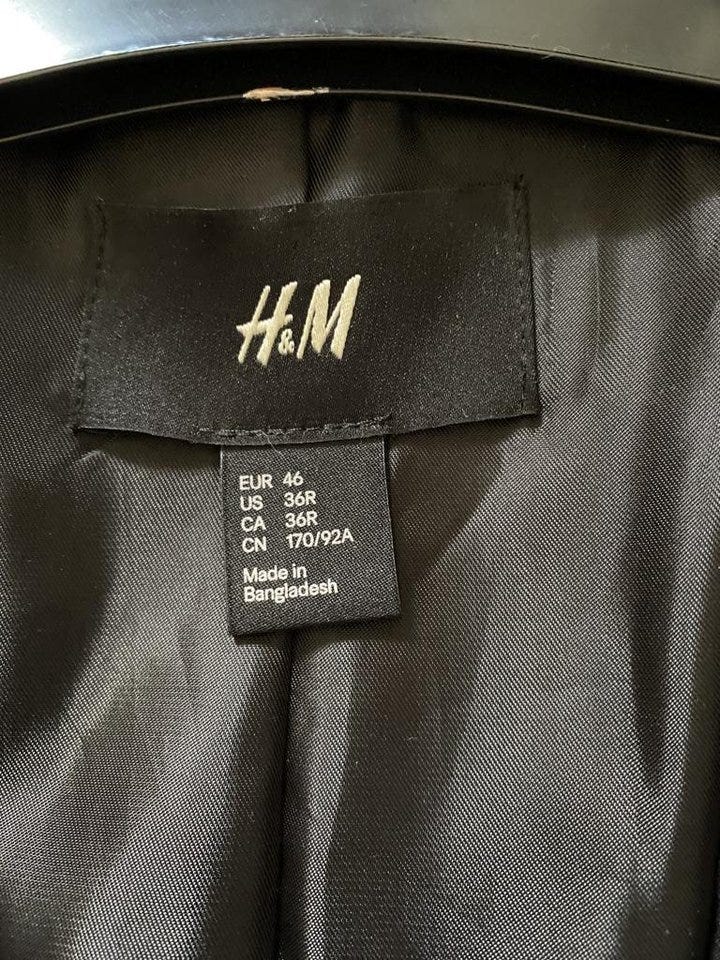 H&M
EUR 46
US 36R
CA 36R
CN 170/92A
Made in
Bangladesh